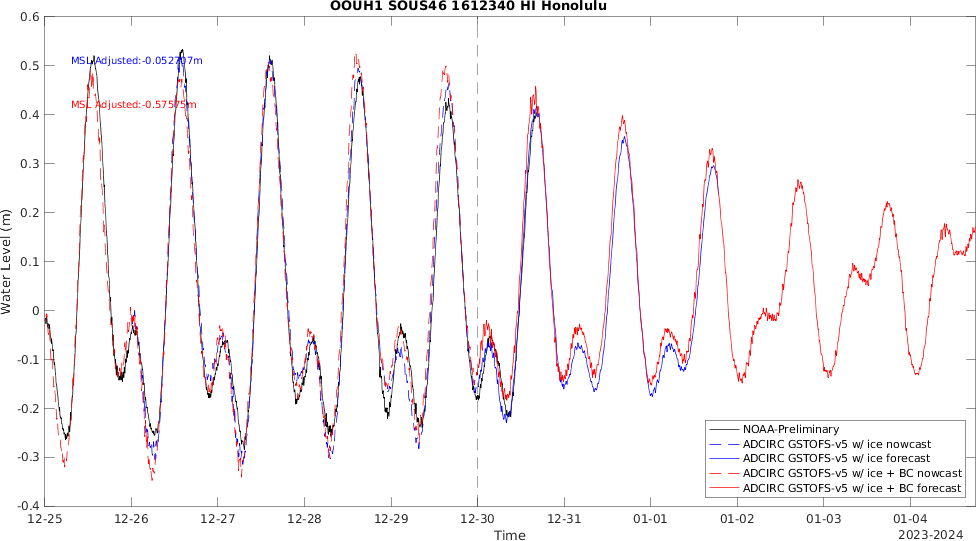 OOUH1 SOUS46 1612340 HI Honolulu
0.6
0.5
0.4
0.3
0.2
0.1
0
-0.1
-0.2
-0.3
-0.4
Water Level (m)
MSL Adjusted:-0.052707m
MSL Adjusted:-0.57575m
NOAA-Preliminary
ADCIRC GSTOFS-v5 w/ ice nowcast
ADCIRC GSTOFS-v5 w/ ice forecast
ADCIRC GSTOFS-v5 w/ ice + BC nowcast
ADCIRC GSTOFS-v5 w/ ice + BC forecast
12-25 12-26 12-27 12-28 12-29 12-30 12-31 01-01 01-02 01-03 01-04
Time
2023-2024